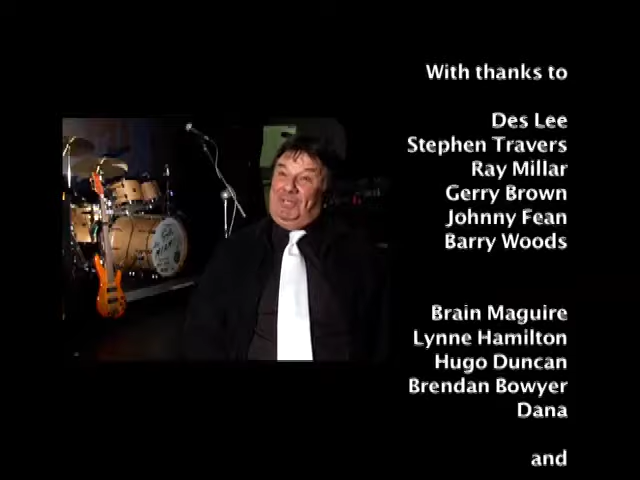 With thanks to
Des Lee
Stephen Travers
Ray Millar
Gerry Brown
Johnny Fean
Barry Woods
Brain Maguire
Lynne Hamilton
Hugo Duncan
Brendan Bowyer
Dana
and